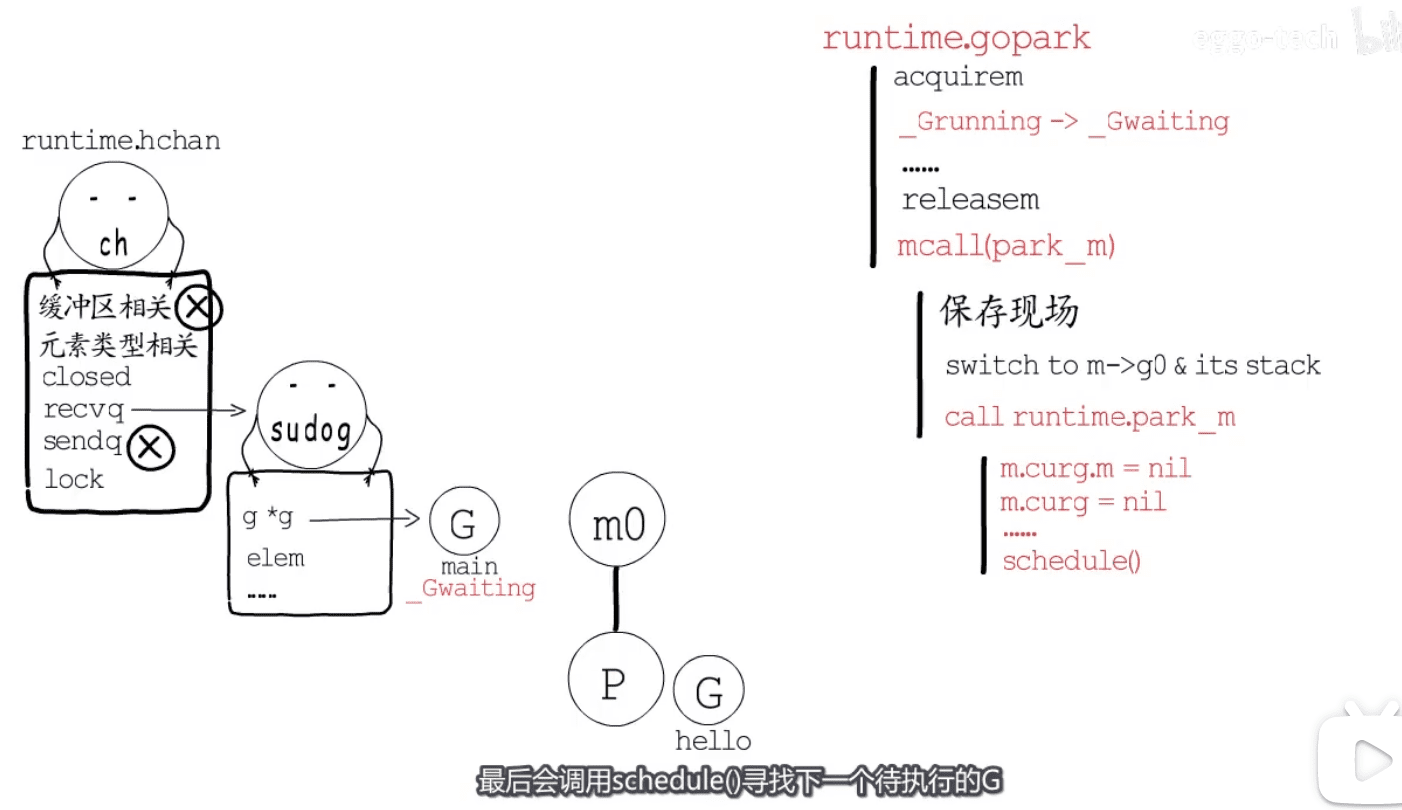 runtime.gopark
eggo-tech
acquirem
_Grunning -> _Gwaiting
......
releasem
mcall(park_m)
runtime.hchan
ch
缓冲区相关
元素类型相关
closed
recvq
sendq
lock
保存现场
switch to m->g0 & its stack
call runtime.park_m
m.curg.m = nil
m.curg = nil
......
schedule()
sudog
g *g
elem
....
G
main
_Gwaiting
m0
P
G
hello
最后会调用schedule()寻找下一个待执行的G